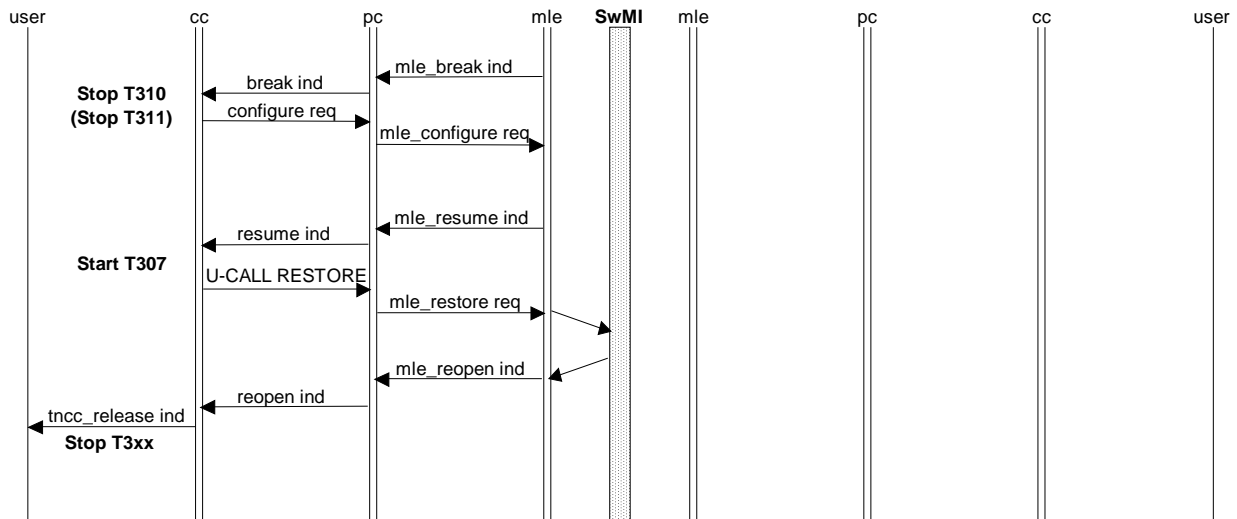 user cc pc mle SwMI mle pc cc user
mle_break ind
break ind
Stop T310
(Stop T311)
configure req
mle_configure req
mle_resume ind
resume ind
Start T307
U-CALL RESTORE
mle_restore req
mle_reopen ind
reopen ind
tncc_release ind
Stop T3xx